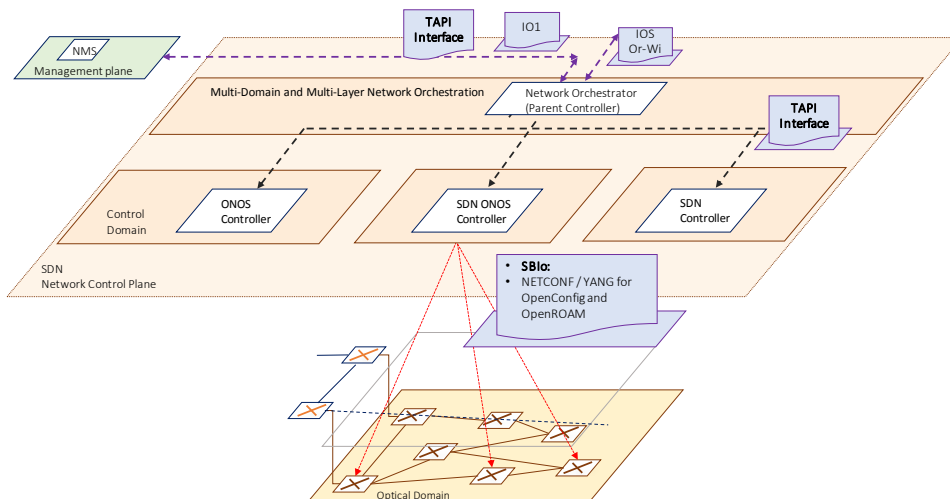 TAPI
Interface
IO1
IOS
Or-Wi
NMS
Management plane
Multi-Domain and Multi-Layer Network Orchestration
Network Orchestrator
(Parent Controller)
TAPI
Interface
ONOS
Controller
SDN ONOS
Controller
SDN
Controller
Control
Domain
SDN
Network Control Plane
• SBIo:
• NETCONF / YANG for
OpenConfig and
OpenROAM
Optical Domain